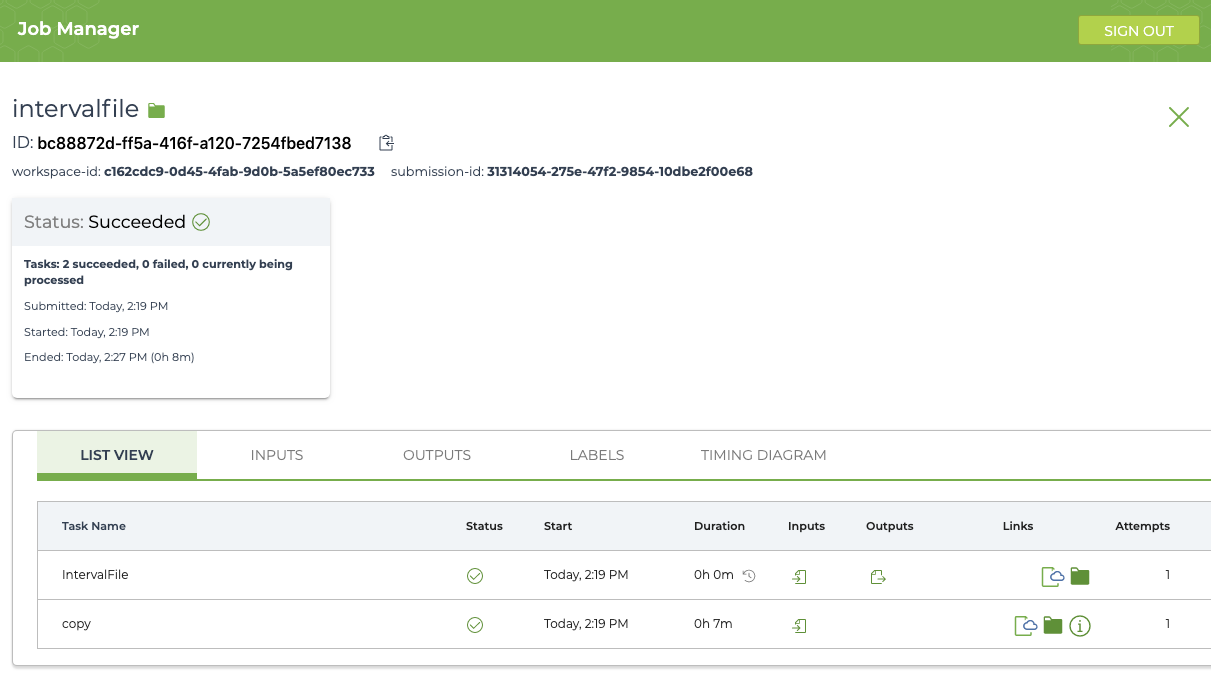 Job Manager
SIGN OUT
intervalfile
ID: bc88872d-ff5a-416f-a120-7254fbed7138
workspace-id: c162cdc9-0d45-4fab-9d0b-5a5ef80ec733 submission-id: 31314054-275e-47f2-9854-10dbe2f00e68
Status: Succeeded
Tasks: 2 succeeded, 0 failed, 0 currently being
processed
Submitted: Today, 2:19 PM
Started: Today, 2:19 PM
Ended: Today, 2:27 PM (0h 8m)
LIST VIEW INPUTS OUTPUTS LABELS TIMING DIAGRAM
Task Name Status Start Duration Inputs Outputs Links Attempts
IntervalFile Today, 2:19 PM 0h 0m 1
copy Today, 2:19 PM 0h 7m 1